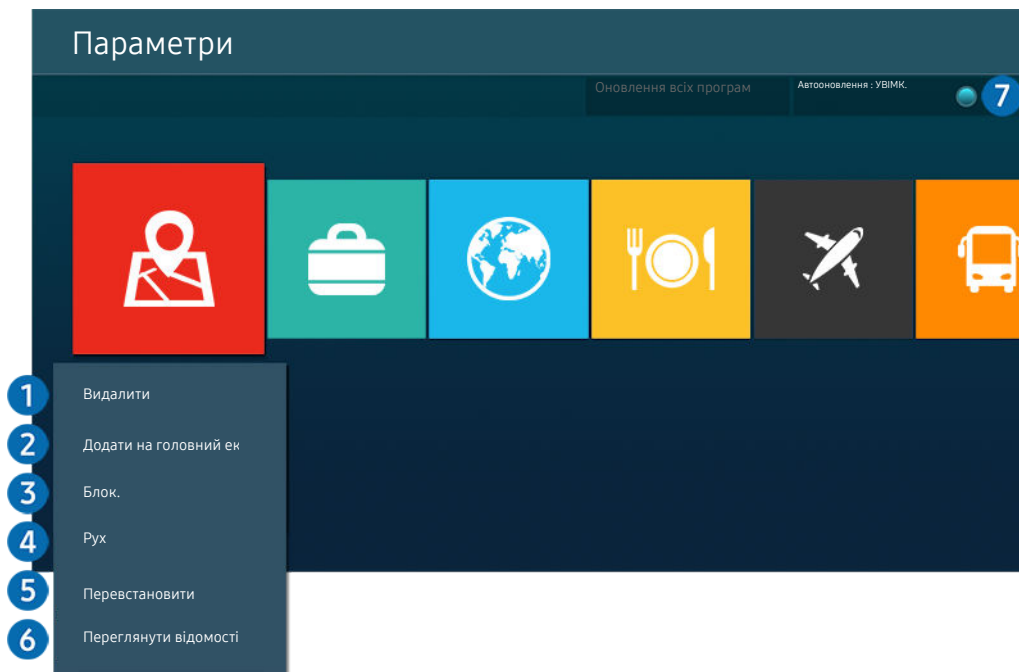 Параметри
Оновлення всіх програм
Автооновлення : УВІМК.
7
1 Видалити
2 Додати на головний ек
3 Блок.
4 Рух
5 Перевстановити
6 Переглянути відомості